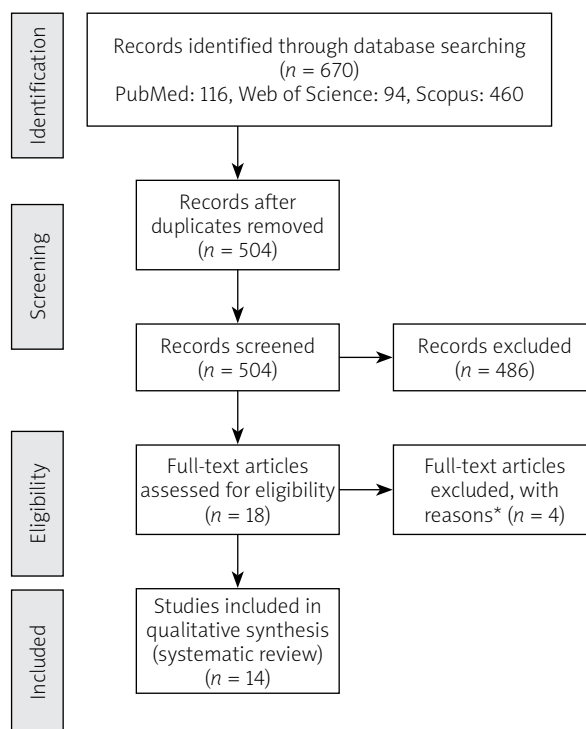 Identification
Records identified through database searching
(n = 670)
PubMed: 116, Web of Science: 94, Scopus: 460
Screening
Records after
duplicates removed
(n = 504)
Records screened
(n = 504)
Records excluded
(n = 486)
Eligibility
Full-text articles
assessed for eligibility
(n = 18)
Full-text articles
excluded, with
reasons* (n = 4)
Included
Studies included in
qualitative synthesis
(systematic review)
(n = 14)